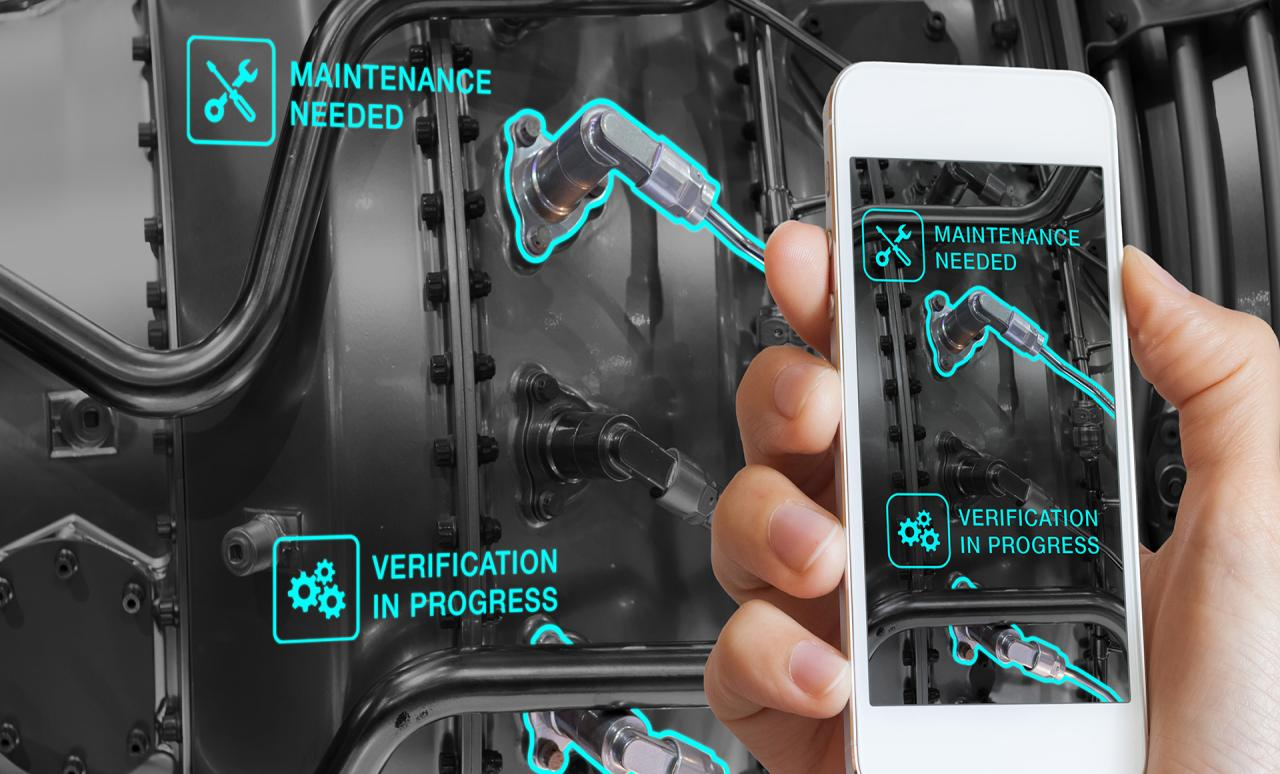 MAINTENANCE
NEEDED
VERIFICATION
IN PROGRESS
MAINTENANCE
NEEDED
VERIFICATION
IN PROGRESS